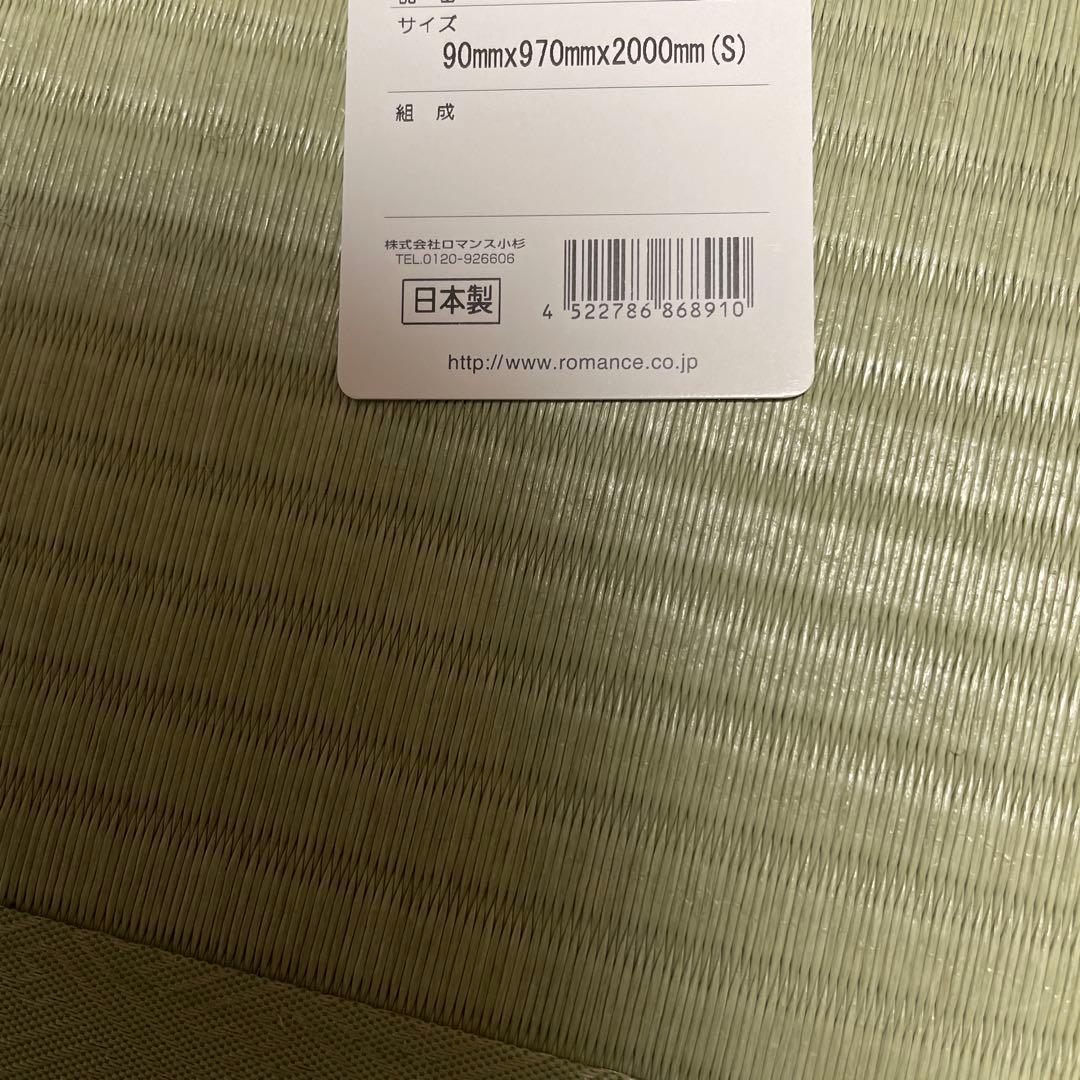 サイズ
90mmx970mmx2000mm(S)
組 成
株式会社ロマンス小杉
TEL.0120-926606
日本製
4 522786 868910
http://www.romance.co.jp